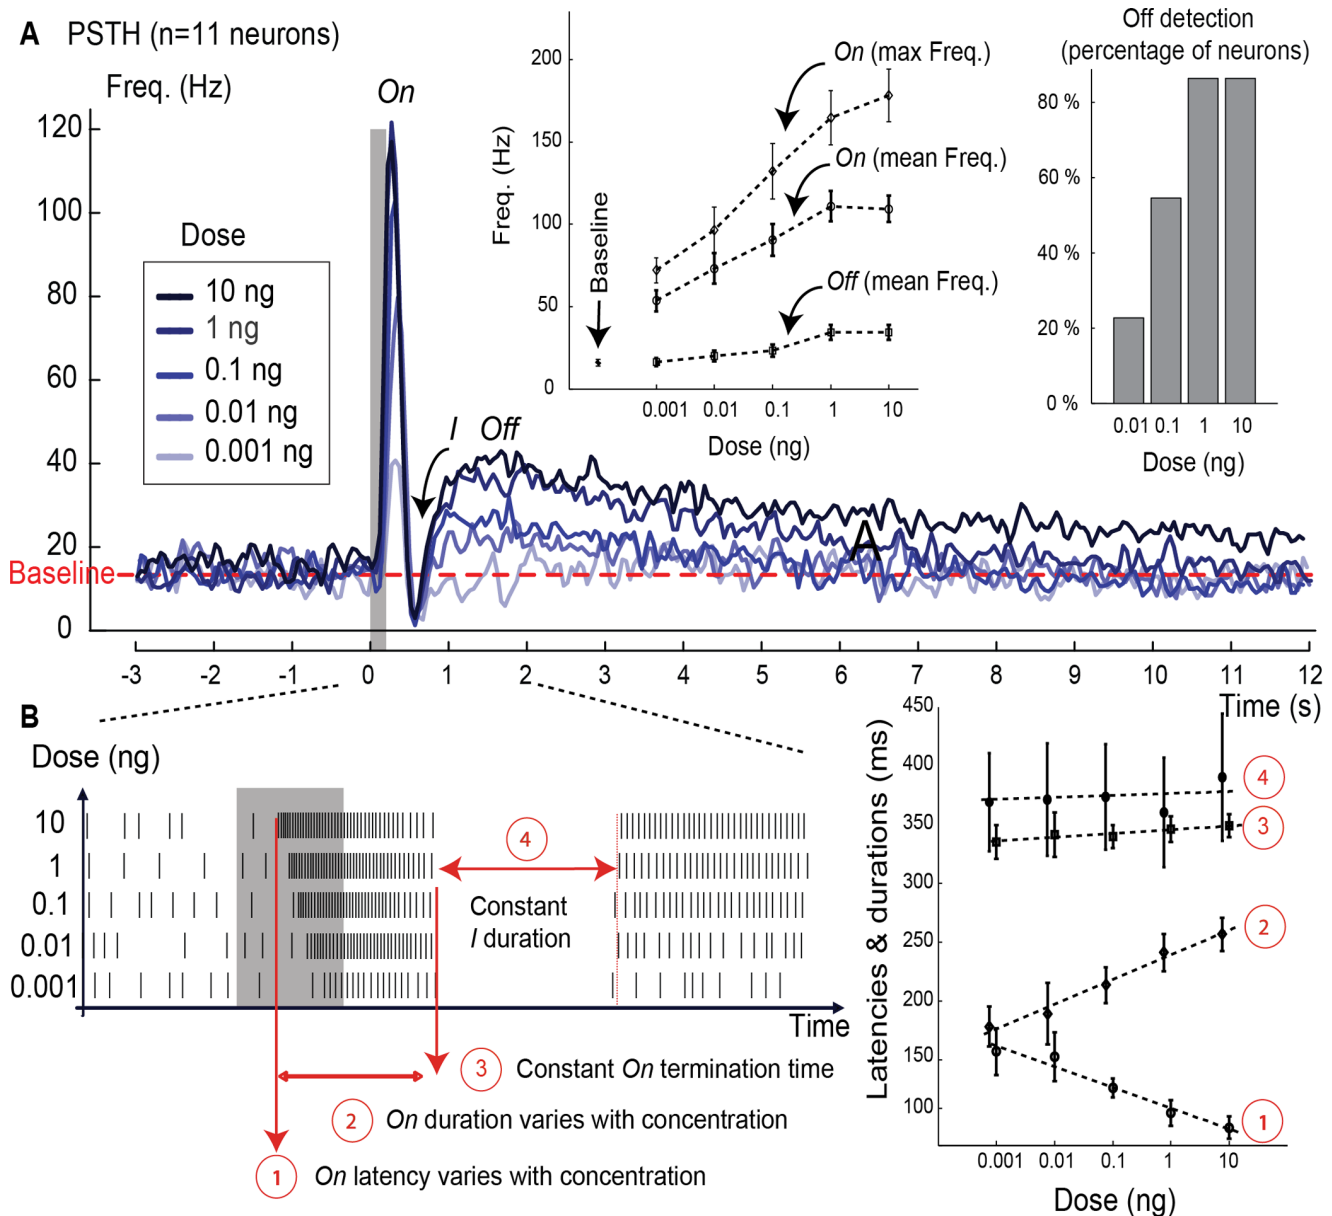 A PSTH (n=11 neurons)
Freq. (Hz)
On
120
100
80
60
40
20
0
Baseline
Dose
10 ng
1 ng
0.1 ng
0.01 ng
0.001 ng
I Off
A
-3 -2 -1 0 1 2 3 4 5 6 7 8 9 10 11 12
Time (s)
Freq. (Hz)
200
150
100
50
0
Baseline
On (max Freq.)
On (mean Freq.)
Off (mean Freq.)
0.001 0.01 0.1 1 10
Dose (ng)
Off detection
(percentage of neurons)
80 %
60 %
40 %
20 %
0 %
0.01 0.1 1 10
Dose (ng)
B
Dose (ng)
10
1
0.1
0.01
0.001
4
Constant
I duration
Time
3 Constant On termination time
2 On duration varies with concentration
1 On latency varies with concentration
Latencies & durations (ms)
450
400
350
300
250
200
150
100
4
3
2
1
0.001 0.01 0.1 1 10
Dose (ng)